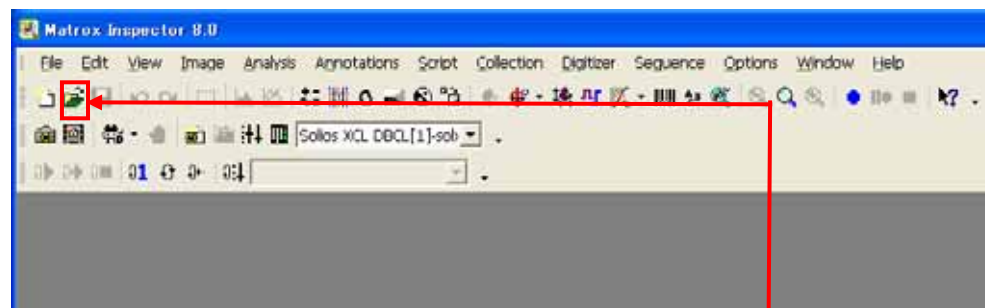 Matrox Inspector 8.0
File Edit View Image Analysis Annotations Script Collection Digitizer Sequence Options Window Help
Solios XCL DBCL[1]-sob
01